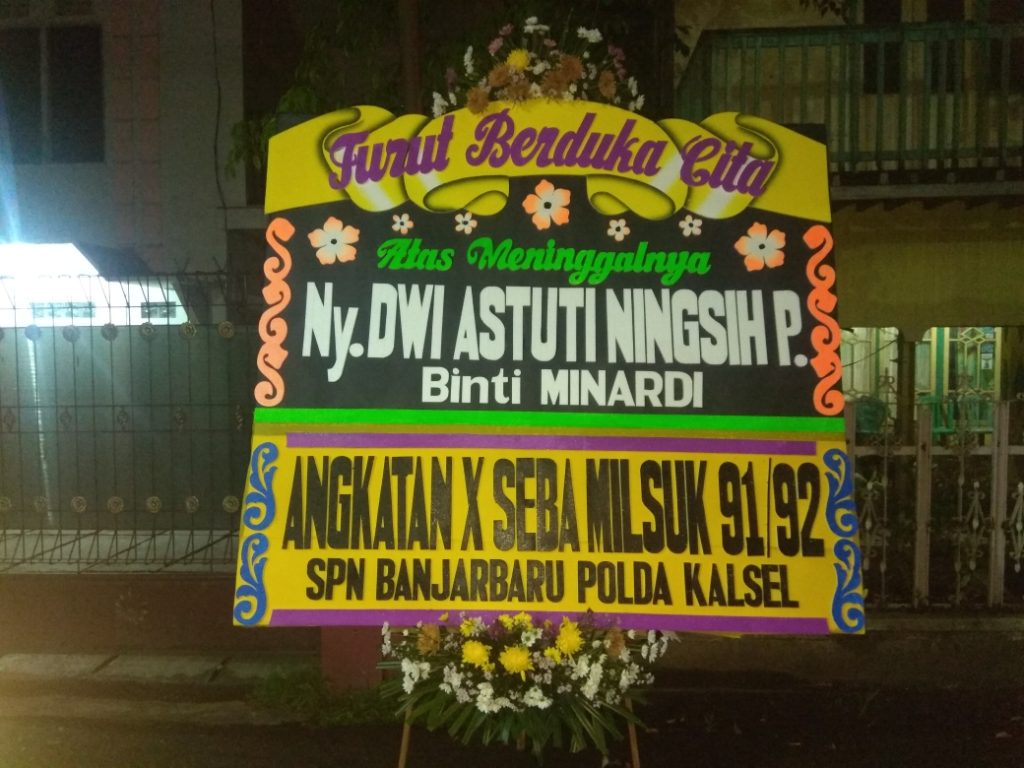 Turut Berduka Cita
Atas Meninggalnya
Ny. DWI ASTUTI NINGSIH P.
Binti MINARDI
ANGKATAN X SEBA MILSUK 91/92
SPN BANJARBARU POLDA KALSEL